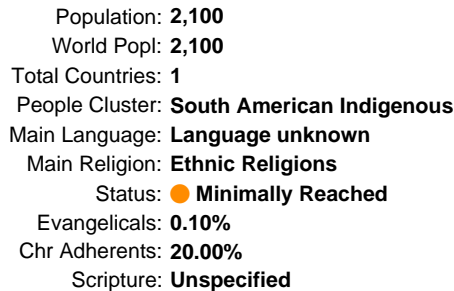 Population: 2,100
World Popl: 2,100
Total Countries: 1
People Cluster: South American Indigenous
Main Language: Language unknown
Main Religion: Ethnic Religions
Status: Minimally Reached
Evangelicals: 0.10%
Chr Adherents: 20.00%
Scripture: Unspecified